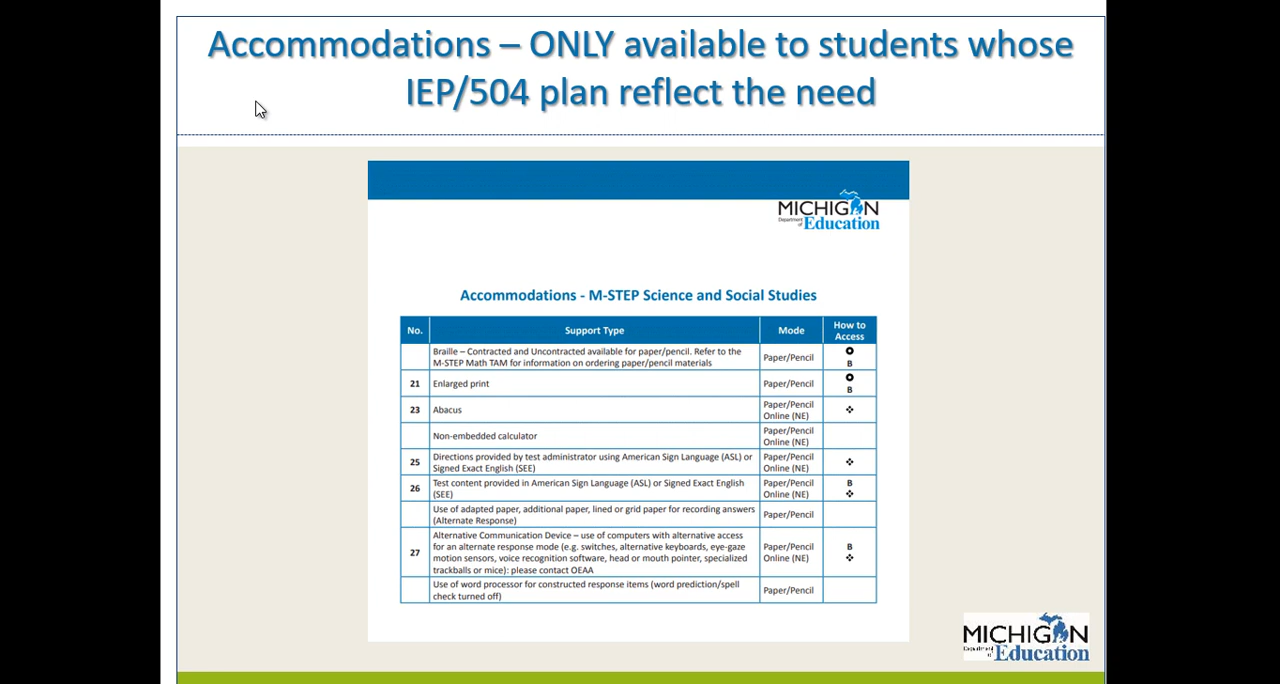 Accommodations – ONLY available to students whose
IEP/504 plan reflect the need
MICHIGAN
Department of Education
Accommodations - M-STEP Science and Social Studies
No. Support Type Mode How to Access
Braille – Contracted and Uncontracted available for paper/pencil. Refer to the
M-STEP Math TAM for information on ordering paper/pencil materials
Paper/Pencil
B
21 Enlarged print Paper/Pencil
B
23 Abacus Paper/Pencil
Online (NE)
Non-embedded calculator Paper/Pencil
Online (NE)
25 Directions provided by test administrator using American Sign Language (ASL) or
Signed Exact English (SEE)
Paper/Pencil
Online (NE)
26 Test content provided in American Sign Language (ASL) or Signed Exact English
(SEE)
Paper/Pencil
Online (NE)
B
Use of adapted paper, additional paper, lined or grid paper for recording answers
(Alternate Response)
Paper/Pencil
27 Alternative Communication Device – use of computers with alternative access
for an alternate response mode (e.g. switches, alternative keyboards, eye-gaze
motion sensors, voice recognition software, head or mouth pointer, specialized
trackballs or mice): please contact OEAA
Paper/Pencil
Online (NE)
B
Use of word processor for constructed response items (word prediction/spell
check turned off)
Paper/Pencil
MICHIGAN
Department of Education